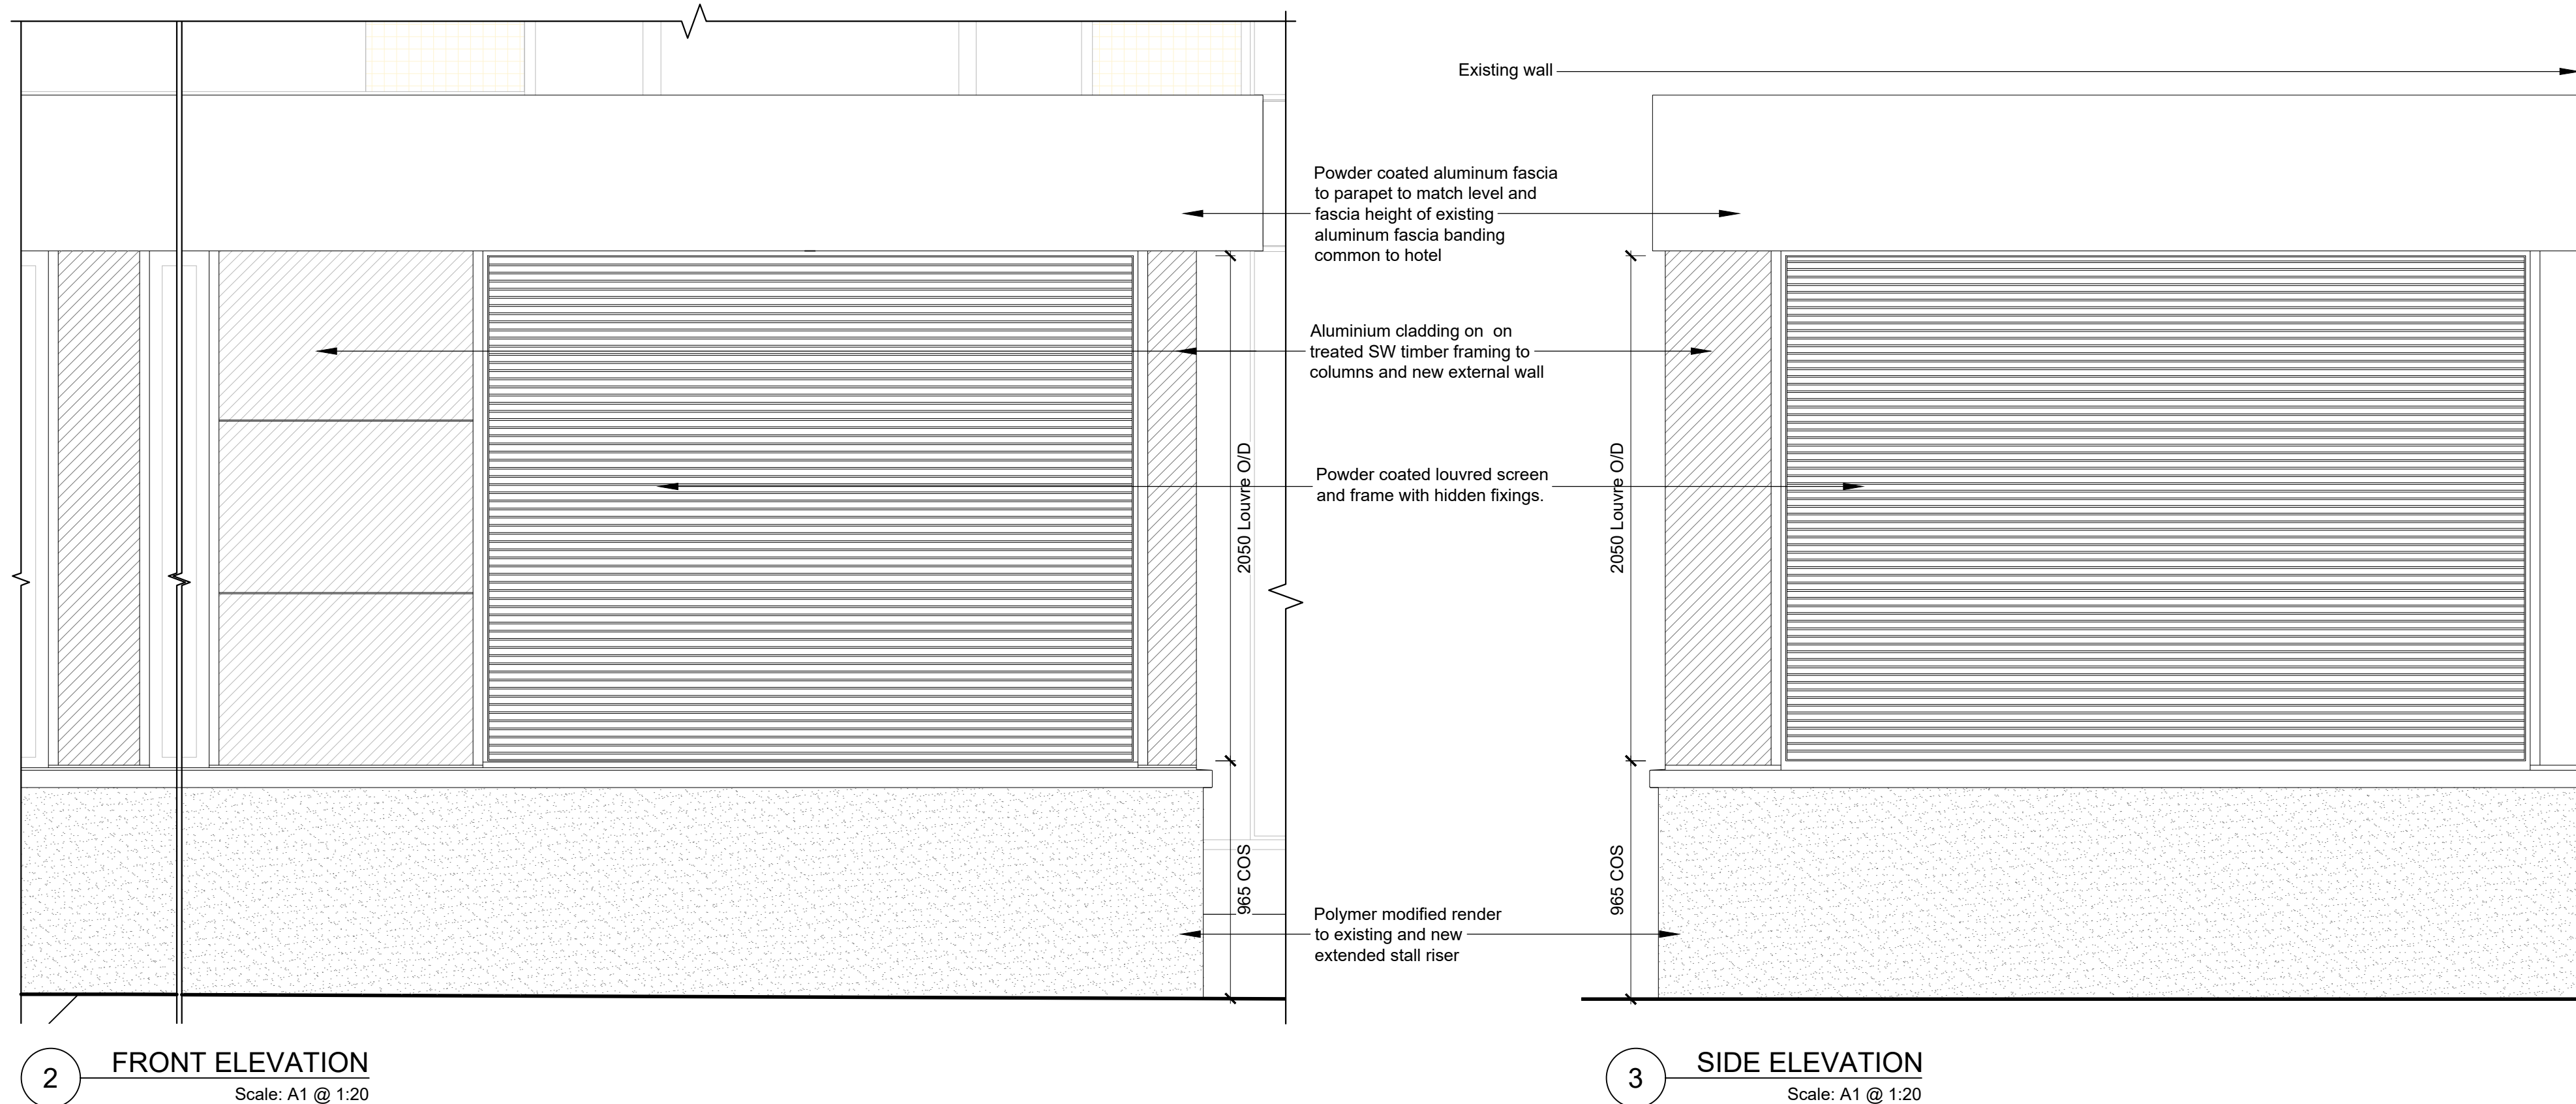 Existing wall
Powder coated aluminum fascia
to parapet to match level and
fascia height of existing
aluminum fascia banding
common to hotel
Aluminium cladding on  on
treated SW timber framing to
columns and new external wall
2050 Louvre O/D
2050 Louvre O/D
Powder coated louvred screen
and frame with hidden fixings.
965 COS
965 COS
Polymer modified render
to existing and new
extended stall riser
2
FRONT ELEVATION
Scale: A1 @ 1:20
3
SIDE ELEVATION
Scale: A1 @ 1:20